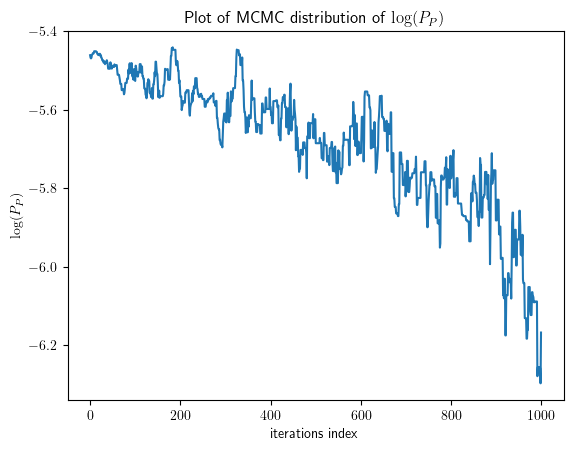 Plot of MCMC distribution of log(P_P)
−5.4
−5.6
−5.8
−6.0
−6.2
log(P_P)
0 200 400 600 800 1000
iterations index